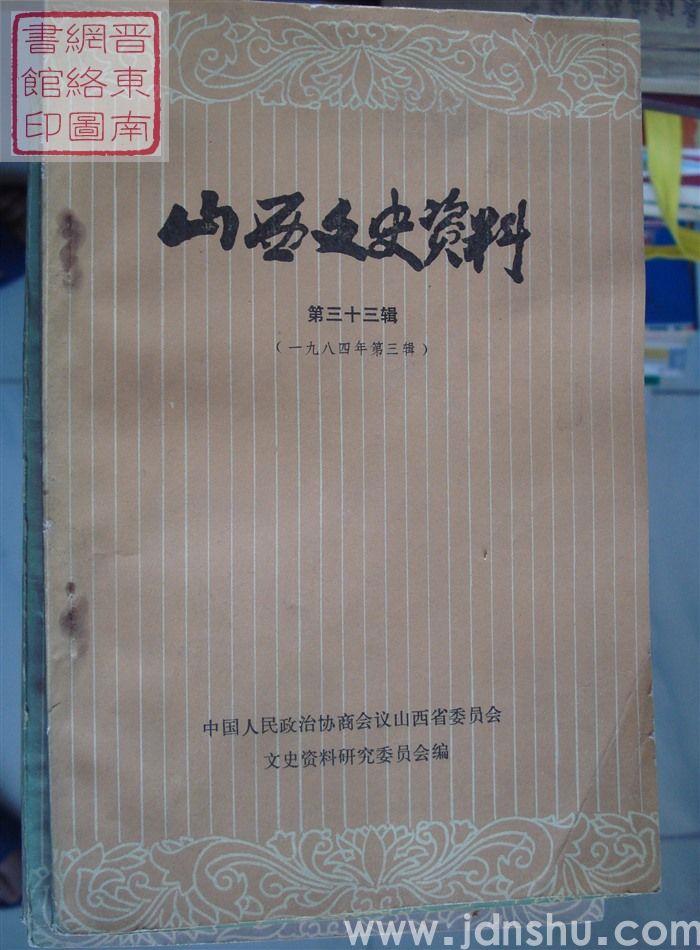 晋東南
網絡圖
書館印
山西文史资料
第三十三辑
（一九八四年第三辑）
中国人民政治协商会议山西省委员会
文史资料研究委员会编
www.jdnshu.com